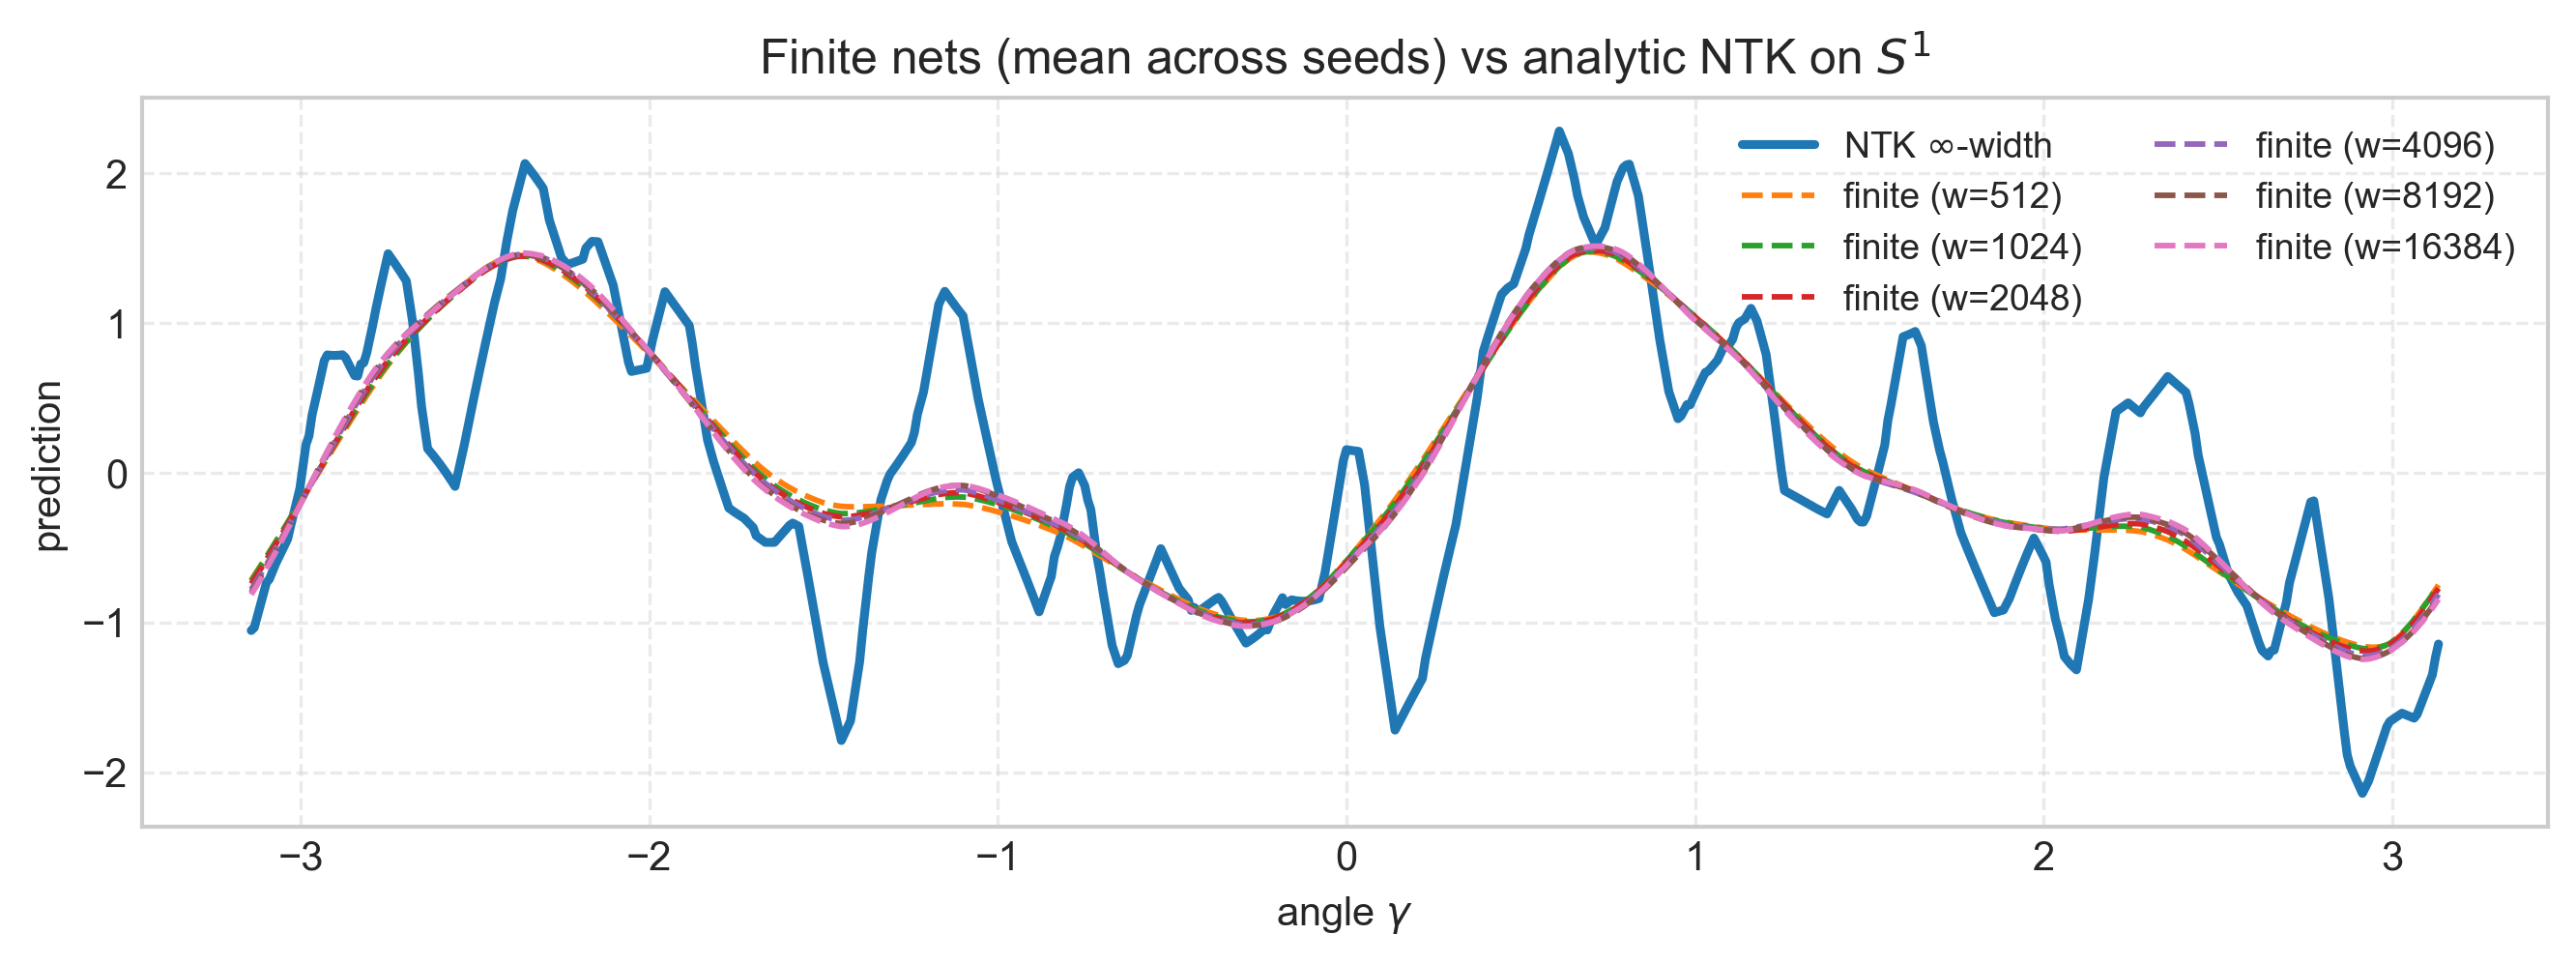 Finite nets (mean across seeds) vs analytic NTK on S¹
prediction
2
1
0
−1
−2
NTK ∞-width
finite (w=512)
finite (w=1024)
finite (w=2048)
finite (w=4096)
finite (w=8192)
finite (w=16384)
−3 −2 −1 0 1 2 3
angle γ